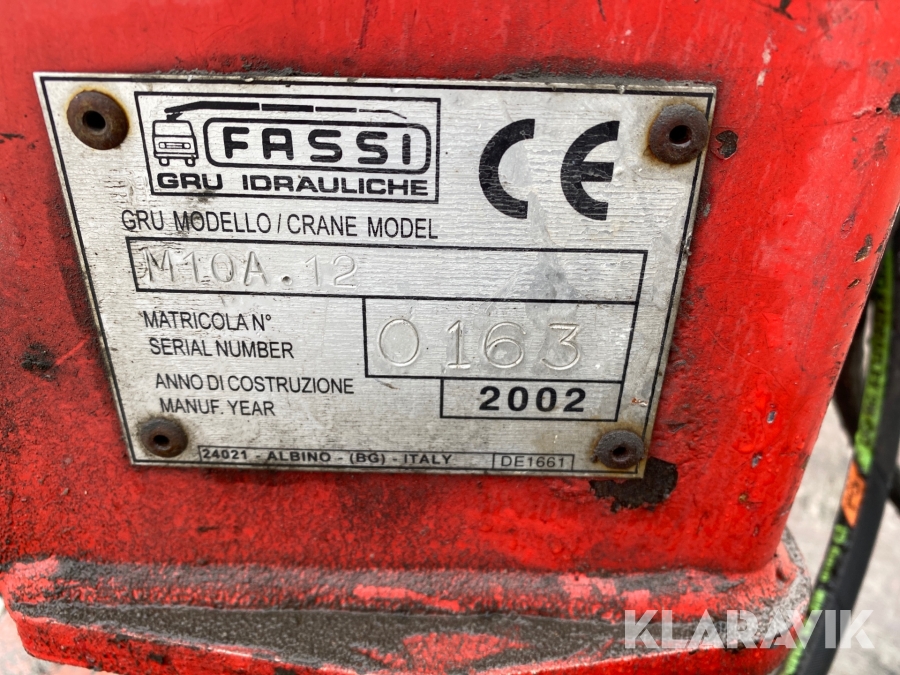 FASSI
GRU IDRAULICHE
CE
GRU MODELLO/CRANE MODEL
M10A.12
MATRICOLA N°
SERIAL NUMBER
0163
ANNO DI COSTRUZIONE
MANUF. YEAR
2002
24021 - ALBINO - (BG) - ITALY
DE1661
KLARAVIK